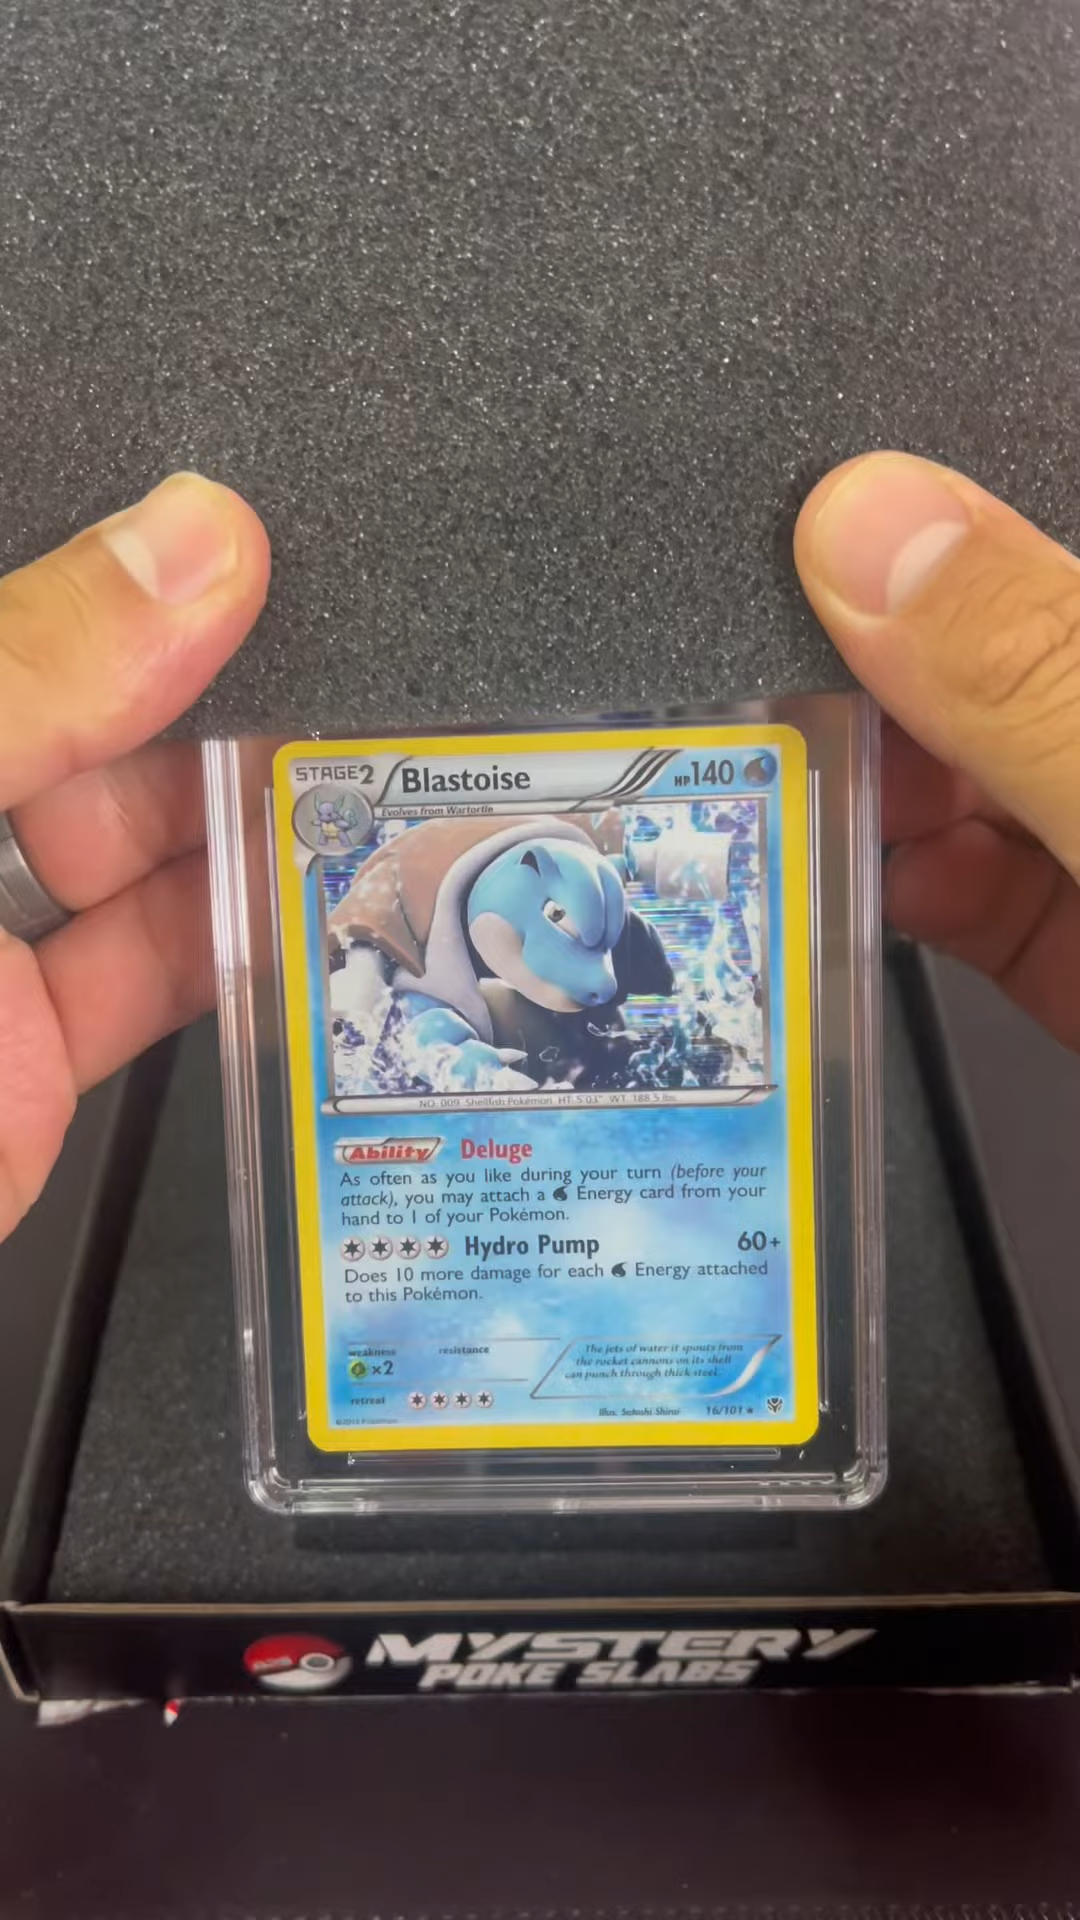 STAGE2 Blastoise HP140
Evolves from Wartortle
NO. 009 Shellfish Pokémon HT: 5'03" WT: 188.5 lbs.
Ability Deluge
As often as you like during your turn (before your
attack), you may attach a Energy card from your
hand to 1 of your Pokémon.
Hydro Pump 60+
Does 10 more damage for each Energy attached
to this Pokémon.
weakness resistance
×2
retreat
The jets of water it spouts from
the rocket cannons on its shell
can punch through thick steel.
Illus. Satoshi Shirai 16/101
MYSTERY
POKE SLABS